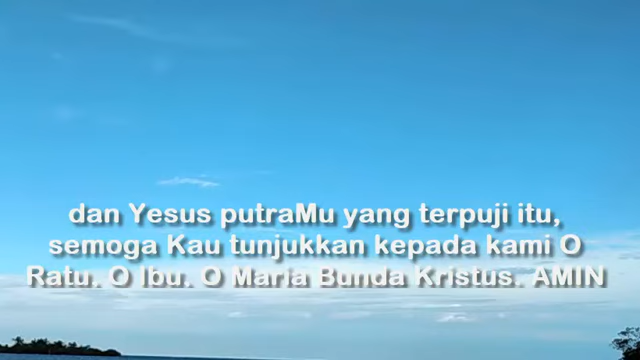 dan Yesus putraMu yang terpuji itu,
semoga Kau tunjukkan kepada kami O
Ratu. O Ibu. O Maria Bunda Kristus. AMIN